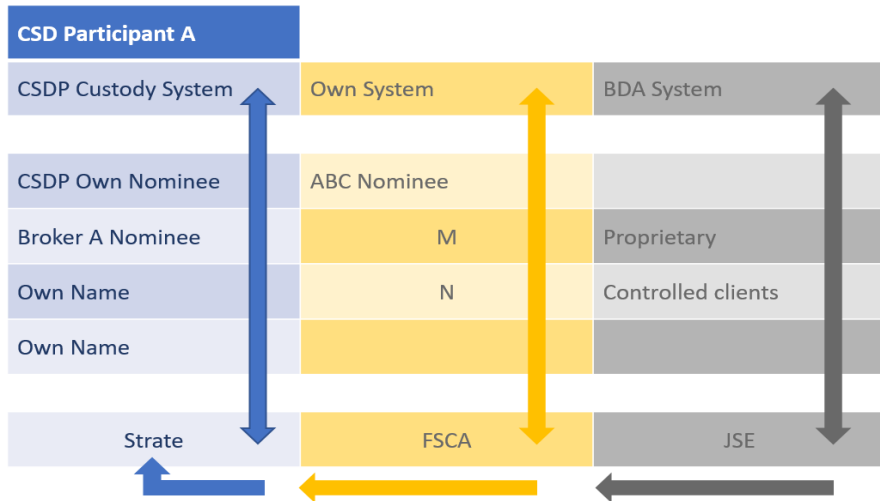 CSD Participant A
CSDP Custody System Own System BDA System
CSDP Own Nominee ABC Nominee
Broker A Nominee M Proprietary
Own Name N Controlled clients
Own Name
Strate FSCA JSE